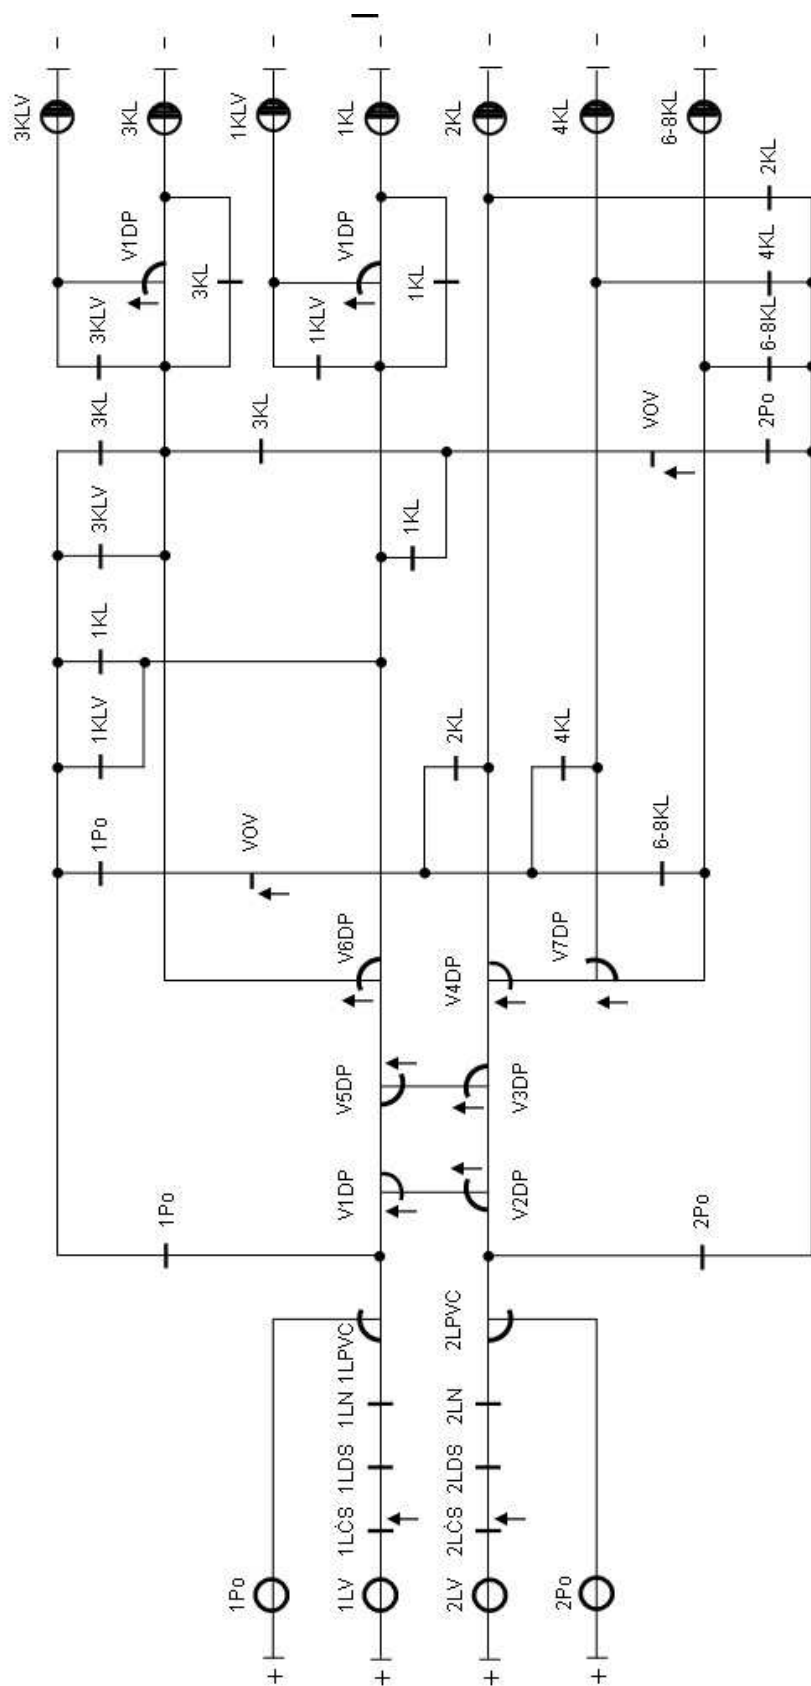 3KLV
3KL
1KLV
1KL
2KL
4KL
6-8KL
V1DP
V1DP
3KLV
3KL
1KLV
1KL
2KL
4KL
6-8KL
3KL
3KL
VOV
2Po
3KLV
1KL
1KL
1KLV
2KL
4KL
1Po
VOV
6-8KL
V6DP
V4DP
V7DP
V5DP
V3DP
V1DP
V2DP
1Po
2Po
1LPVC
2LPVC
1LN
2LN
1LDS
2LDS
1LČS
2LČS
1Po
1LV
2LV
2Po
+
+
+
+